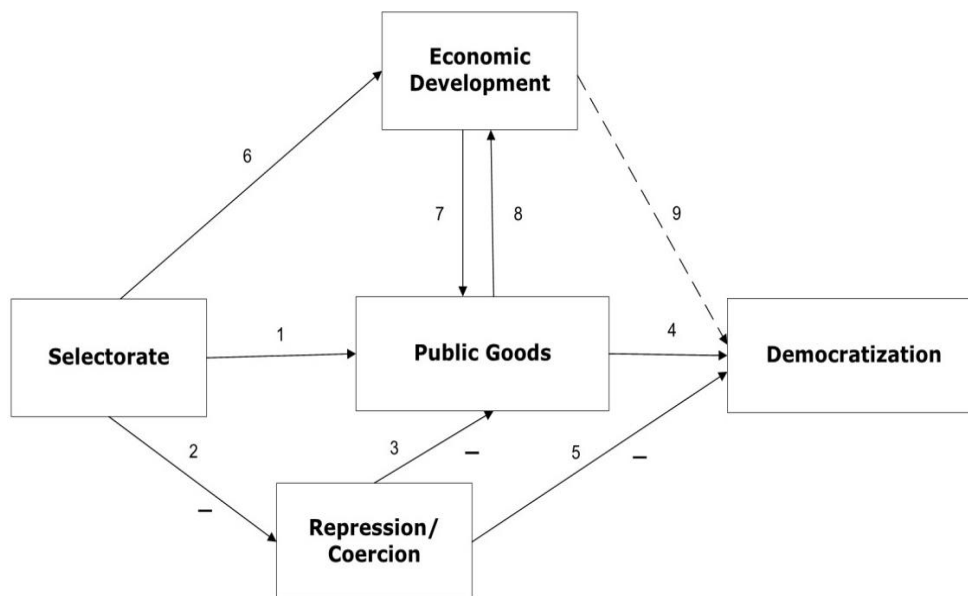 Economic
Development
6
7
8
9
Selectorate
1
Public Goods
4
Democratization
2
–
3
–
5
–
Repression/
Coercion